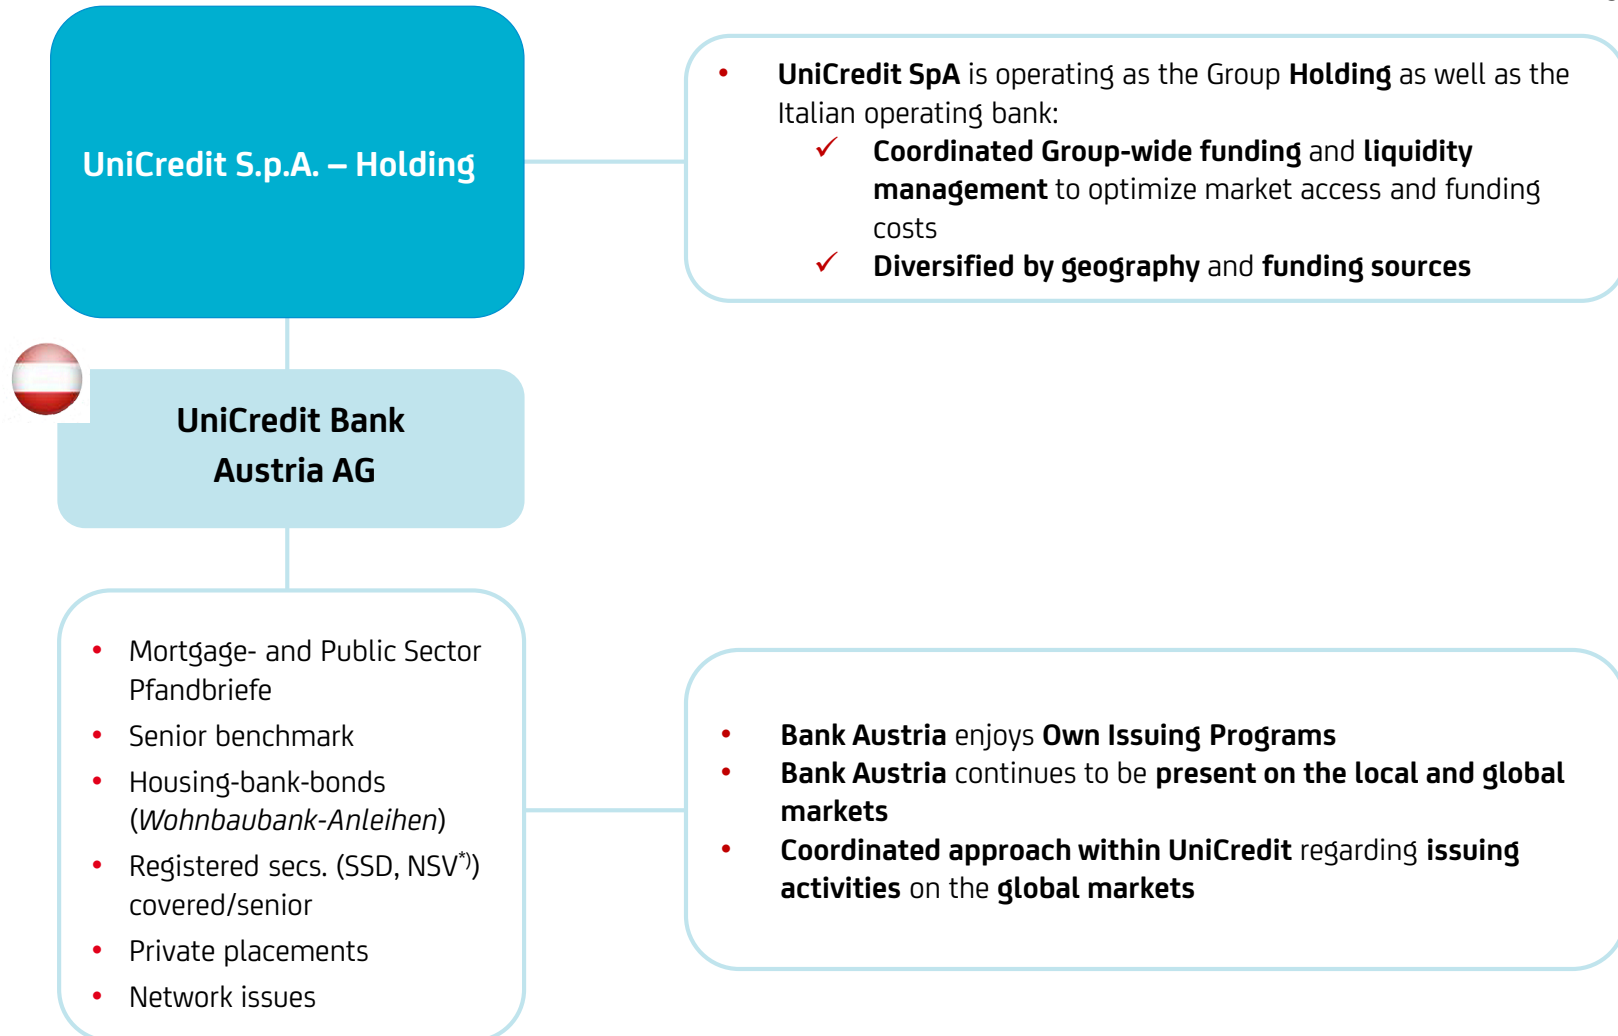 UniCredit S.p.A. – Holding
• UniCredit SpA is operating as the Group Holding as well as the
Italian operating bank:
✓ Coordinated Group-wide funding and liquidity
management to optimize market access and funding
costs
✓ Diversified by geography and funding sources
UniCredit Bank
Austria AG
• Mortgage- and Public Sector
Pfandbriefe
• Senior benchmark
• Housing-bank-bonds
(Wohnbaubank-Anleihen)
• Registered secs. (SSD, NSV*))
covered/senior
• Private placements
• Network issues
• Bank Austria enjoys Own Issuing Programs
• Bank Austria continues to be present on the local and global
markets
• Coordinated approach within UniCredit regarding issuing
activities on the global markets